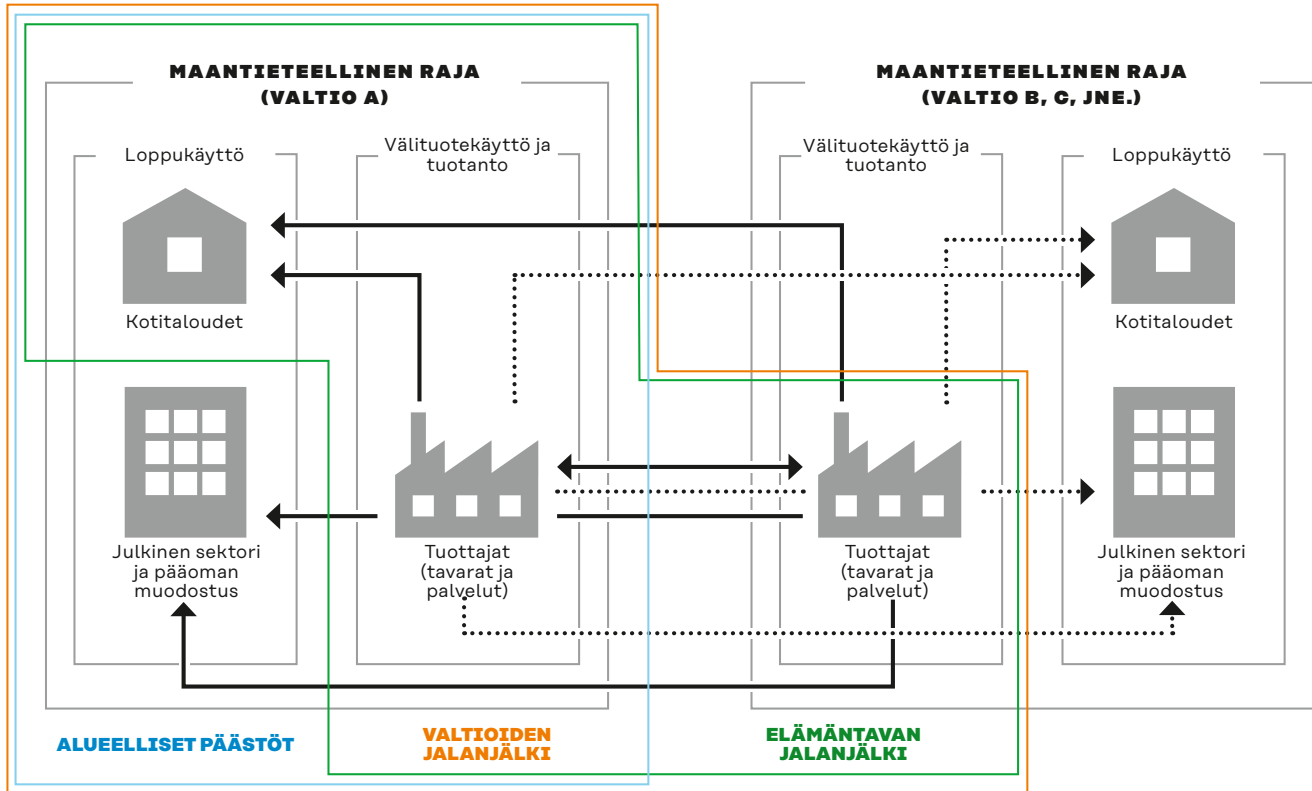 MAANTIETEELLINEN RAJA
(VALTIO A)
Loppukäyttö
Välituotekäyttö ja
tuotanto
Kotitaloudet
Julkinen sektori
ja pääoman
muodostus
Tuottajat
(tavarat ja
palvelut)
MAANTIETEELLINEN RAJA
(VALTIO B, C, JNE.)
Välituotekäyttö ja
tuotanto
Loppukäyttö
Kotitaloudet
Tuottajat
(tavarat ja
palvelut)
Julkinen sektori
ja pääoman
muodostus
ALUEELLISET PÄÄSTÖT
VALTIOIDEN
JALANJÄLKI
ELÄMÄNTAVAN
JALANJÄLKI